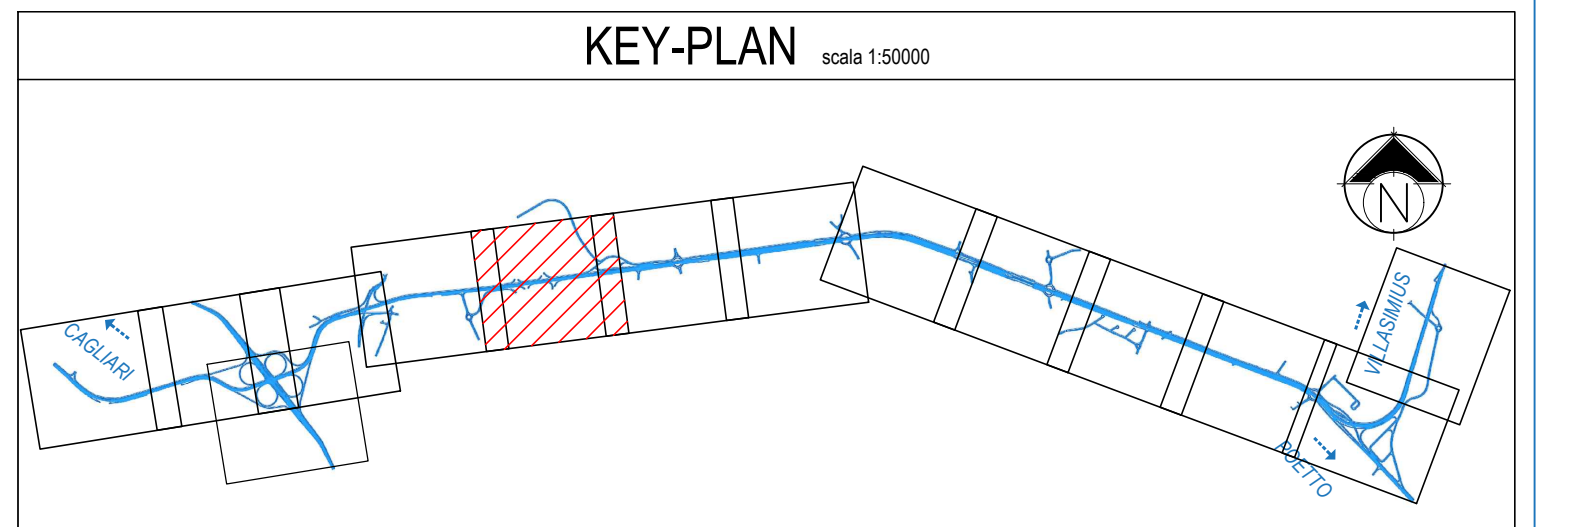 KEY-PLAN scala 1:50000
N
CAGLIARI
VILLASIMIUS
POETTO